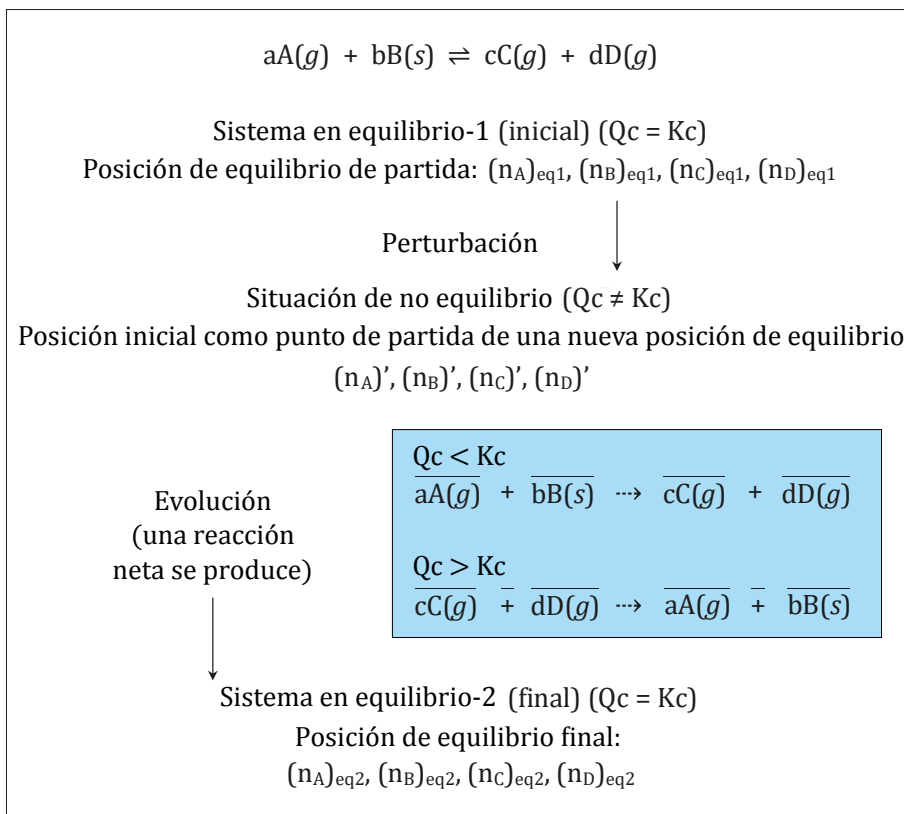 aA(g) + bB(s) ⇌ cC(g) + dD(g)
Sistema en equilibrio-1 (inicial) (Qc = Kc)
Posición de equilibrio de partida: (nA)eq1, (nB)eq1, (nC)eq1, (nD)eq1
Perturbación
Situación de no equilibrio (Qc ≠ Kc)
Posición inicial como punto de partida de una nueva posición de equilibrio
(nA)’, (nB)’, (nC)’, (nD)’
Evolución
(una reacción
neta se produce)
Qc < Kc
aA(g) + bB(s) ⇢ cC(g) + dD(g)
Qc > Kc
cC(g) + dD(g) ⇢ aA(g) + bB(s)
Sistema en equilibrio-2 (final) (Qc = Kc)
Posición de equilibrio final:
(nA)eq2, (nB)eq2, (nC)eq2, (nD)eq2